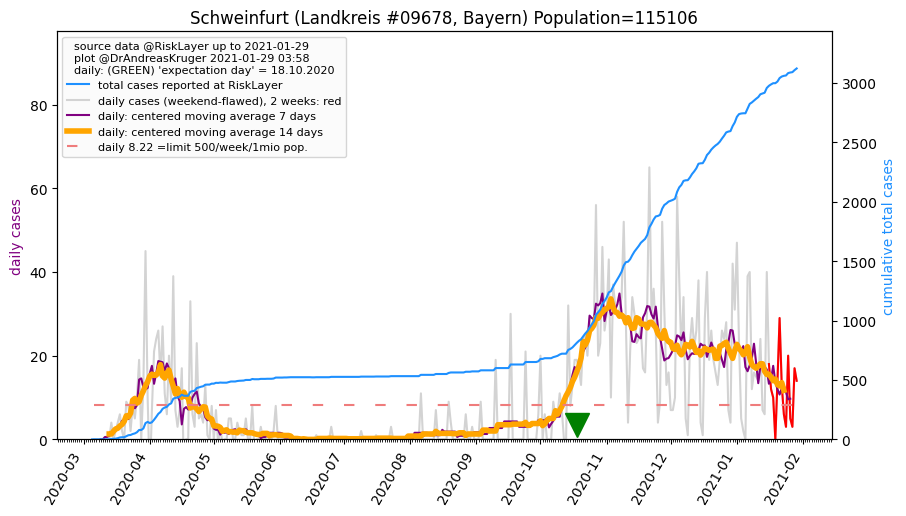 Schweinfurt (Landkreis #09678, Bayern) Population=115106
source data @RiskLayer up to 2021-01-29
plot @DrAndreasKruger 2021-01-29 03:58
daily: (GREEN) 'expectation day' = 18.10.2020
total cases reported at RiskLayer
daily cases (weekend-flawed), 2 weeks: red
daily: centered moving average 7 days
daily: centered moving average 14 days
daily 8.22 =limit 500/week/1mio pop.
daily cases
80
60
40
20
0
cumulative total cases
3000
2500
2000
1500
1000
500
0
2020-03
2020-04
2020-05
2020-06
2020-07
2020-08
2020-09
2020-10
2020-11
2020-12
2021-01
2021-02